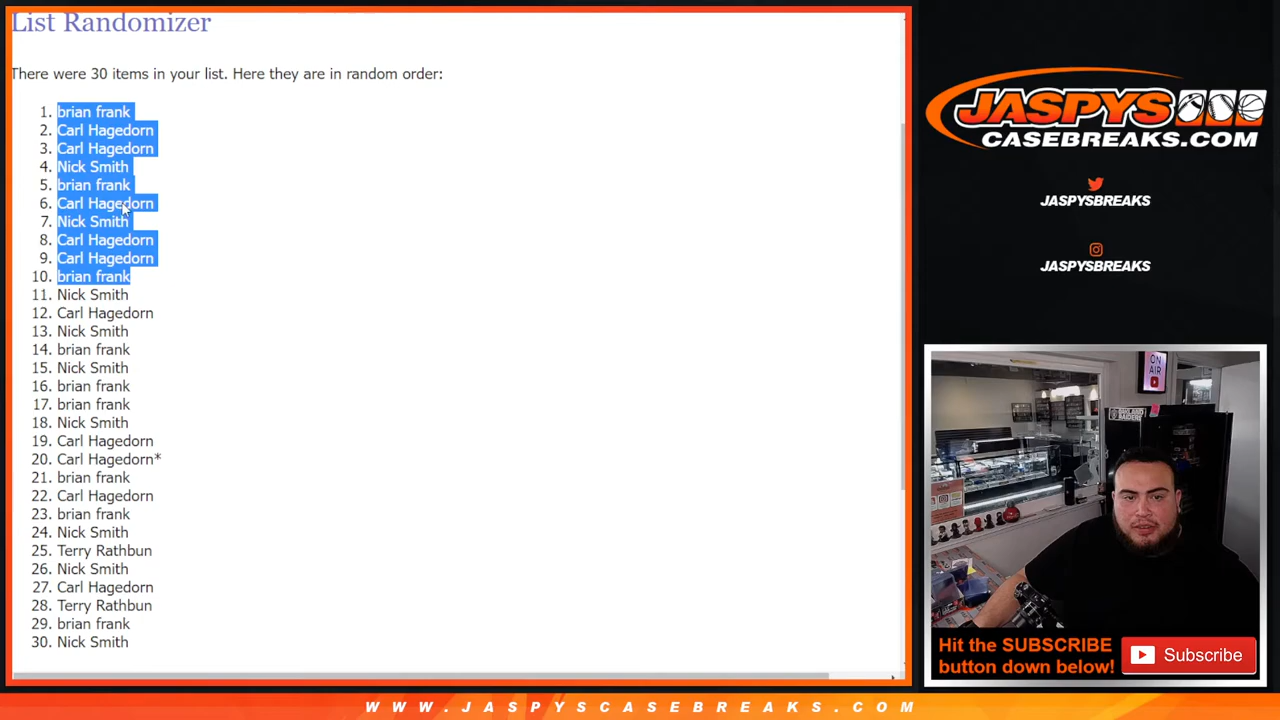 List Randomizer
There were 30 items in your list. Here they are in random order:
1. brian frank
2. Carl Hagedorn
3. Carl Hagedorn
4. Nick Smith
5. brian frank
6. Carl Hagedorn
7. Nick Smith
8. Carl Hagedorn
9. Carl Hagedorn
10. brian frank
11. Nick Smith
12. Carl Hagedorn
13. Nick Smith
14. brian frank
15. Nick Smith
16. brian frank
17. brian frank
18. Nick Smith
19. Carl Hagedorn
20. Carl Hagedorn*
21. brian frank
22. Carl Hagedorn
23. brian frank
24. Nick Smith
25. Terry Rathbun
26. Nick Smith
27. Carl Hagedorn
28. Terry Rathbun
29. brian frank
30. Nick Smith
JASPYS
CASEBREAKS.COM
JASPYSBREAKS
JASPYSBREAKS
ON
AIR
OAKLAND
RAIDERS
Hit the SUBSCRIBE
button down below!
Subscribe
WWW.JASPYSCASEBREAKS.COM